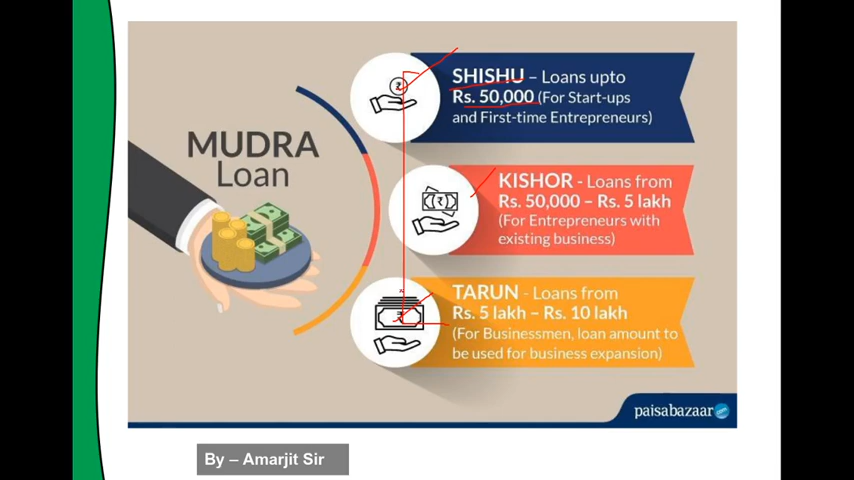 MUDRA
Loan
SHISHU – Loans upto
Rs. 50,000 (For Start-ups
and First-time Entrepreneurs)
KISHOR - Loans from
Rs. 50,000 – Rs. 5 lakh
(For Entrepreneurs with
existing business)
TARUN - Loans from
Rs. 5 lakh – Rs. 10 lakh
(For Businessmen, loan amount to
be used for business expansion)
paisabazaar.com
By – Amarjit Sir